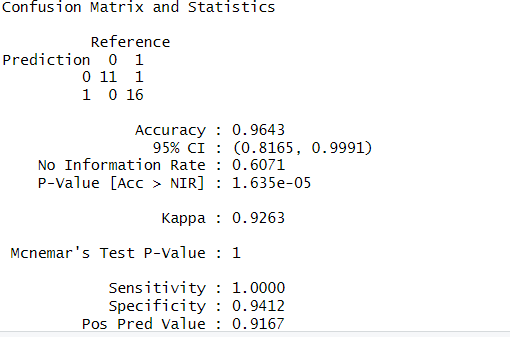 Confusion Matrix and Statistics
Reference
Prediction 0 1
0 11 1
1 0 16
Accuracy : 0.9643
95% CI : (0.8165, 0.9991)
No Information Rate : 0.6071
P-Value [Acc > NIR] : 1.635e-05
Kappa : 0.9263
Mcnemar's Test P-Value : 1
Sensitivity : 1.0000
Specificity : 0.9412
Pos Pred Value : 0.9167